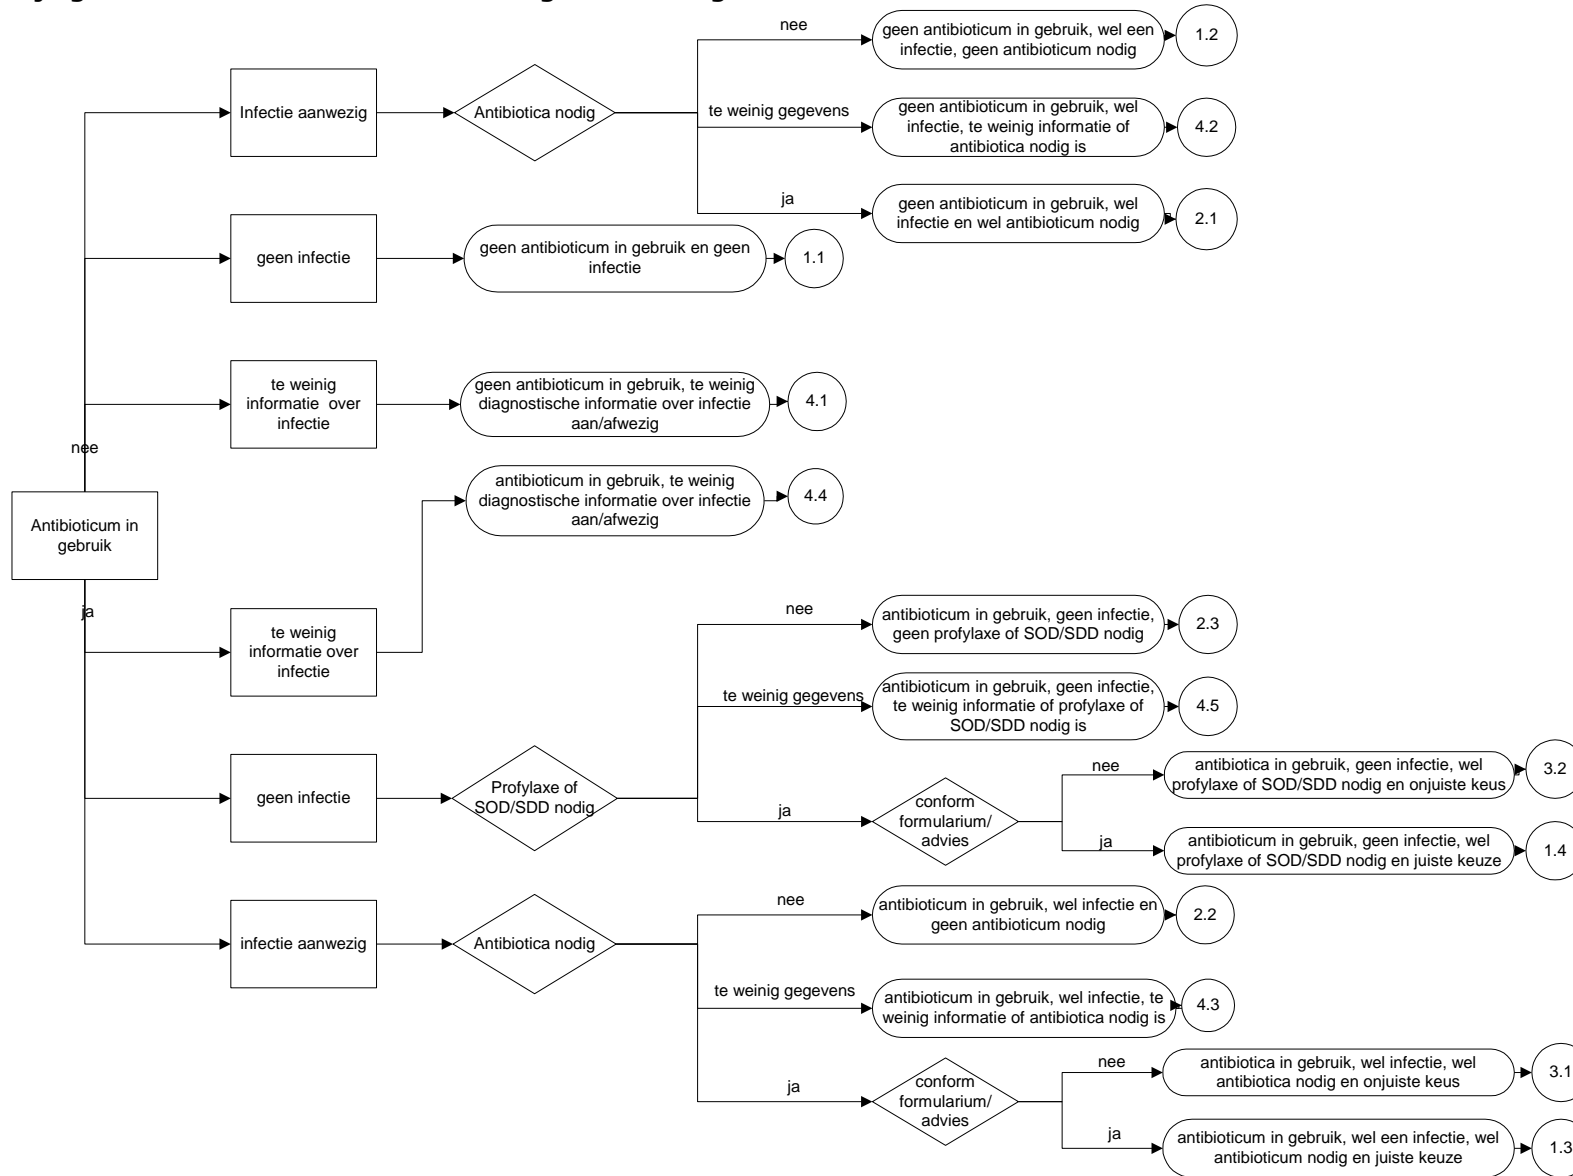 nee
geen antibioticum in gebruik, wel een
infectie, geen antibioticum nodig
1.2
Infectie aanwezig
Antibiotica nodig
te weinig gegevens
geen antibioticum in gebruik, wel
infectie, te weinig informatie of
antibiotica nodig is
4.2
ja
geen antibioticum in gebruik, wel
infectie en wel antibioticum nodig
2.1
geen infectie
geen antibioticum in gebruik en geen
infectie
1.1
te weinig
informatie over
infectie
geen antibioticum in gebruik, te weinig
diagnostische informatie over infectie
aan/afwezig
4.1
nee
antibioticum in gebruik, te weinig
diagnostische informatie over infectie
aan/afwezig
4.4
Antibioticum in
gebruik
ja
te weinig
informatie over
infectie
nee
antibioticum in gebruik, geen infectie,
geen profylaxe of SOD/SDD nodig
2.3
te weinig gegevens
antibioticum in gebruik, geen infectie,
te weinig informatie of profylaxe of
SOD/SDD nodig is
4.5
geen infectie
Profylaxe of
SOD/SDD nodig
ja
conform
formularium/
advies
nee
antibiotica in gebruik, geen infectie, wel
profylaxe of SOD/SDD nodig en onjuiste keus
3.2
ja
antibioticum in gebruik, geen infectie, wel
profylaxe of SOD/SDD nodig en juiste keuze
1.4
infectie aanwezig
Antibiotica nodig
nee
antibioticum in gebruik, wel infectie en
geen antibioticum nodig
2.2
te weinig gegevens
antibioticum in gebruik, wel infectie, te
weinig informatie of antibiotica nodig is
4.3
ja
conform
formularium/
advies
nee
antibiotica in gebruik, wel infectie, wel
antibiotica nodig en onjuiste keus
3.1
ja
antibioticum in gebruik, wel een infectie, wel
antibioticum nodig en juiste keuze
1.3